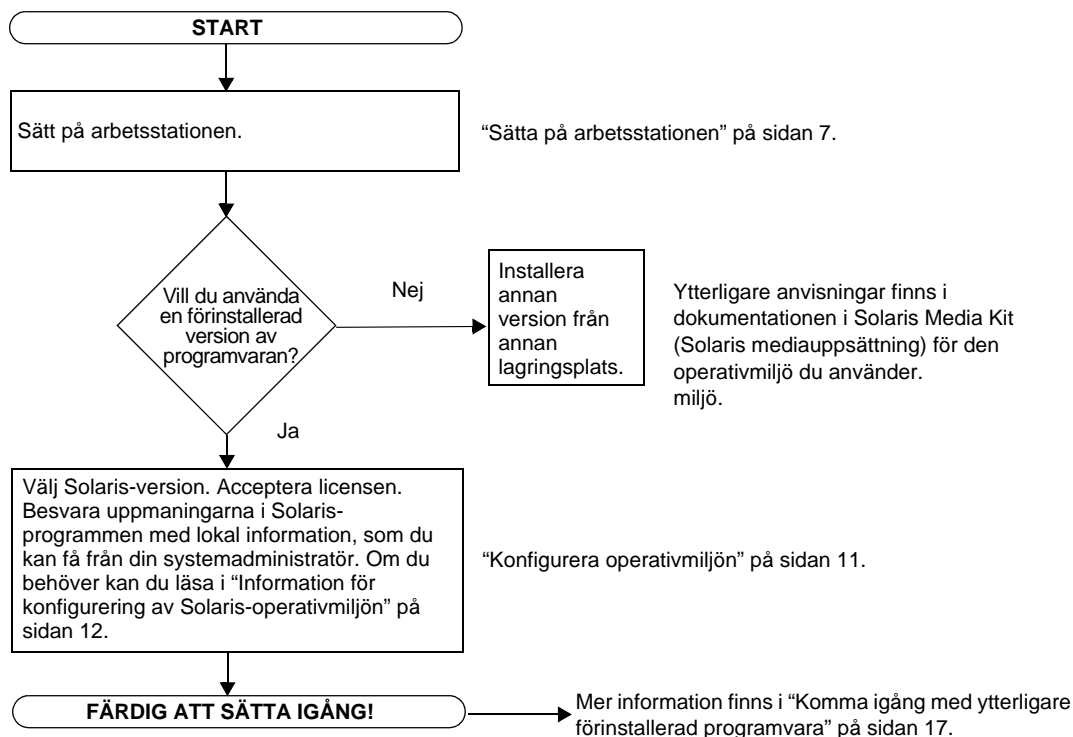 START
Sätt på arbetsstationen.
“Sätta på arbetsstationen” på sidan 7.
Vill du använda
en förinstallerad
version av
programvaran?
Nej
Installera
annan
version från
annan
lagringsplats.
Ytterligare anvisningar finns i
dokumentationen i Solaris Media Kit
(Solaris mediauppsättning) för den
operativmiljö du använder.
miljö.
Ja
Välj Solaris-version. Acceptera licensen.
Besvara uppmaningarna i Solaris-
programmen med lokal information, som du
kan få från din systemadministratör. Om du
behöver kan du läsa i “Information för
konfigurering av Solaris-operativmiljön” på
sidan 12.
“Konfigurera operativmiljön” på sidan 11.
FÄRDIG ATT SÄTTA IGÅNG!
Mer information finns i “Komma igång med ytterligare
förinstallerad programvara” på sidan 17.